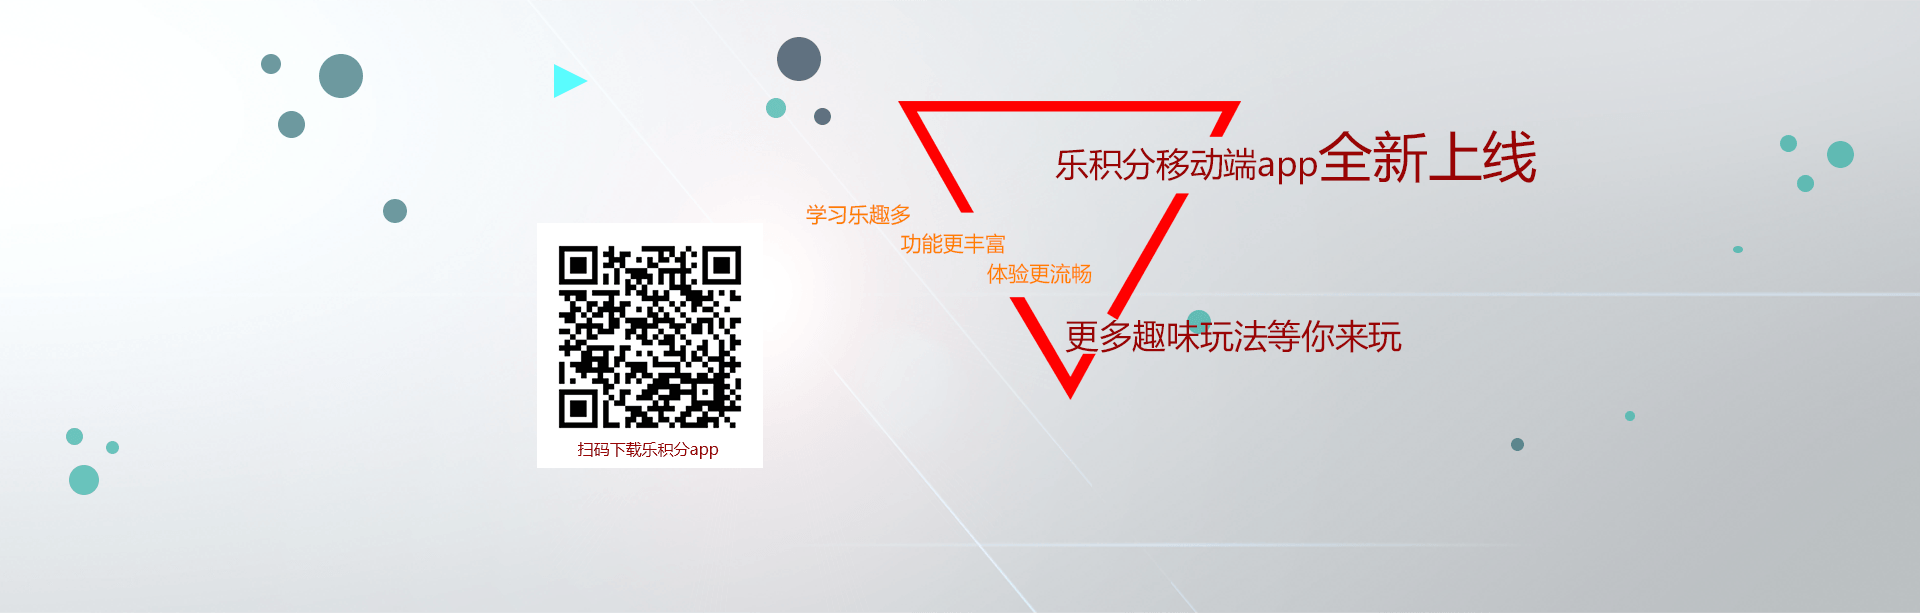 乐积分移动端app全新上线
学习乐趣多
功能更丰富
体验更流畅
更多趣味玩法等你来玩
扫码下载乐积分app